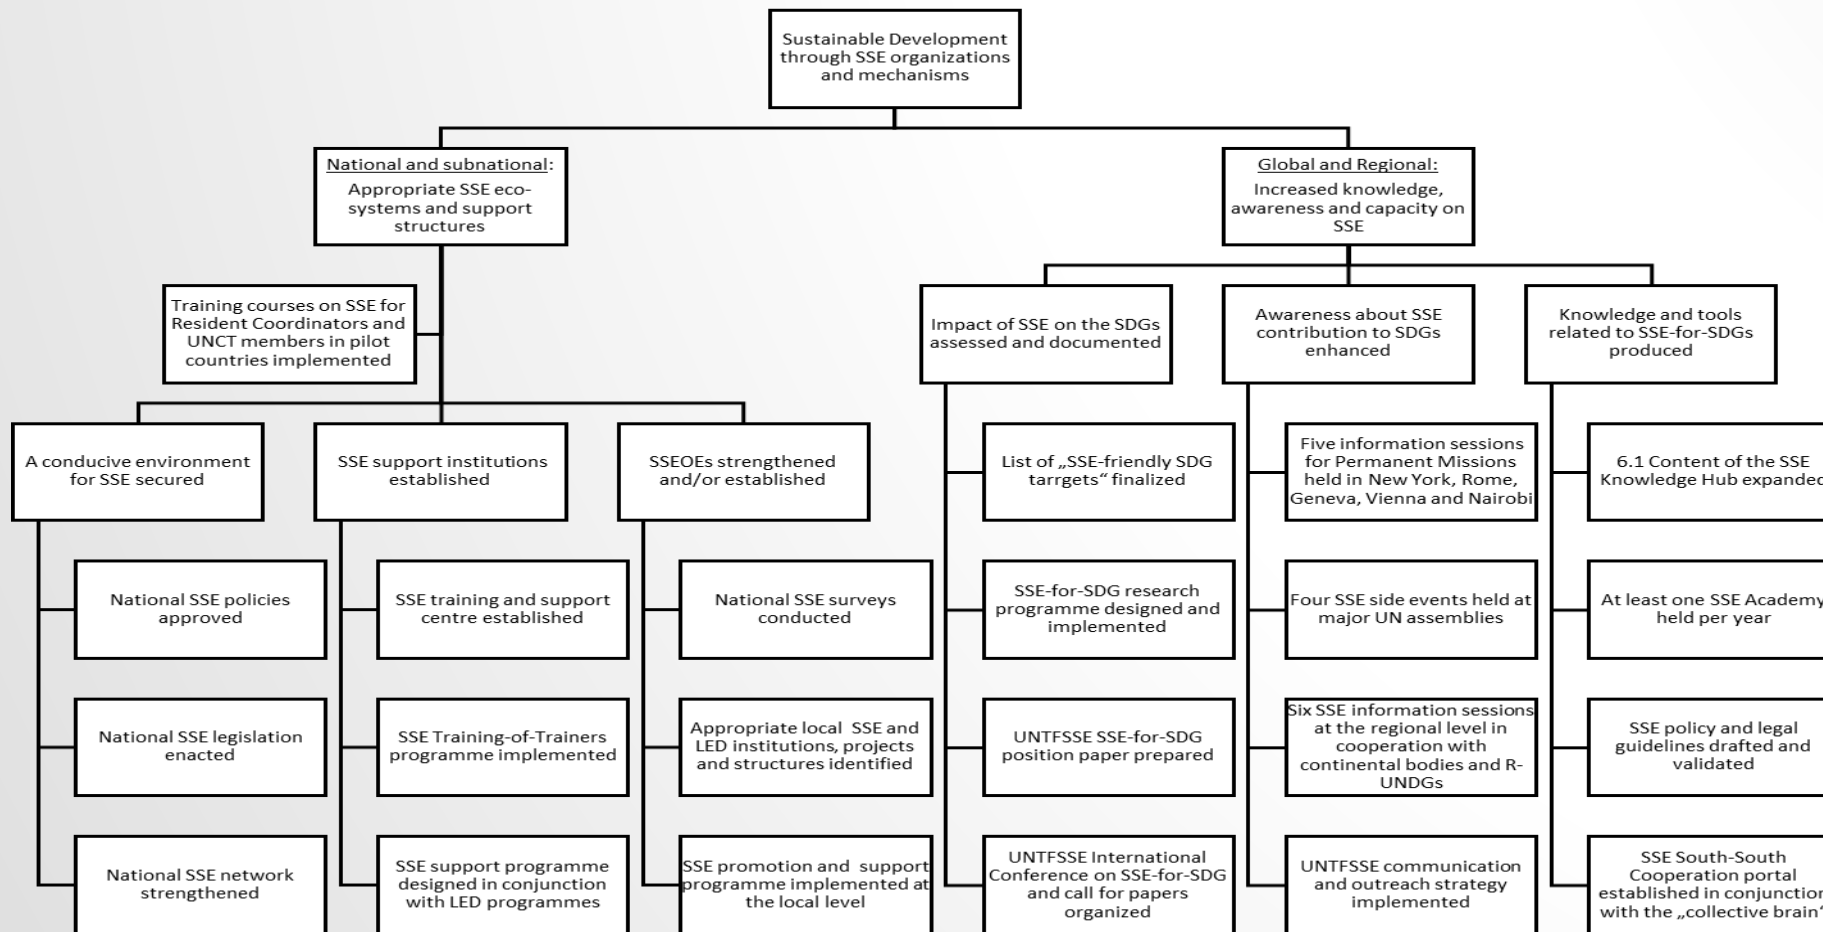 Sustainable Development
through SSE organizations
and mechanisms
National and subnational:
Appropriate SSE eco-
systems and support
structures
Training courses on SSE for
Resident Coordinators and
UNCT members in pilot
countries implemented
A conducive environment
for SSE secured
National SSE policies
approved
National SSE legislation
enacted
National SSE network
strengthened
SSE support institutions
established
SSE training and support
centre established
SSE Training-of-Trainers
programme implemented
SSE support programme
designed in conjunction
with LED programmes
SSEOEs strengthened
and/or established
National SSE surveys
conducted
Appropriate local SSE and
LED institutions, projects
and structures identified
SSE promotion and support
programme implemented at
the local level
Global and Regional:
Increased knowledge,
awareness and capacity on
SSE
Impact of SSE on the SDGs
assessed and documented
List of „SSE-friendly SDG
tarrgets“ finalized
SSE-for-SDG research
programme designed and
implemented
UNTFSSE SSE-for-SDG
position paper prepared
UNTFSSE International
Conference on SSE-for-SDG
and call for papers
organized
Awareness about SSE
contribution to SDGs
enhanced
Five information sessions
for Permanent Missions
held in New York, Rome,
Geneva, Vienna and Nairobi
Four SSE side events held at
major UN assemblies
Six SSE information sessions
at the regional level in
cooperation with
continental bodies and R-
UNDGs
UNTFSSE communication
and outreach strategy
implemented
Knowledge and tools
related to SSE-for-SDGs
produced
6.1 Content of the SSE
Knowledge Hub expanded
At least one SSE Academy
held per year
SSE policy and legal
guidelines drafted and
validated
SSE South-South
Cooperation portal
established in conjunction
with the „collective brain“